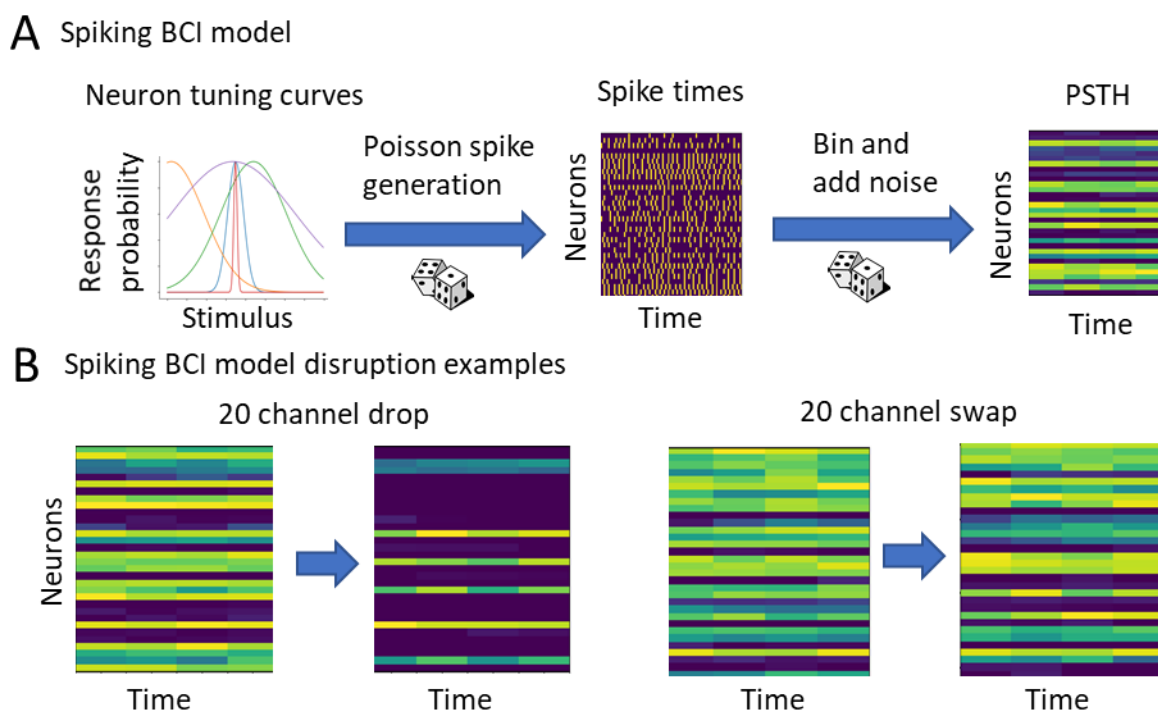 A Spiking BCI model
Neuron tuning curves
Response
probability
Stimulus
Poisson spike
generation
Spike times
Neurons
Time
Bin and
add noise
PSTH
Neurons
Time
B Spiking BCI model disruption examples
20 channel drop
Neurons
Time
Time
20 channel swap
Time
Time